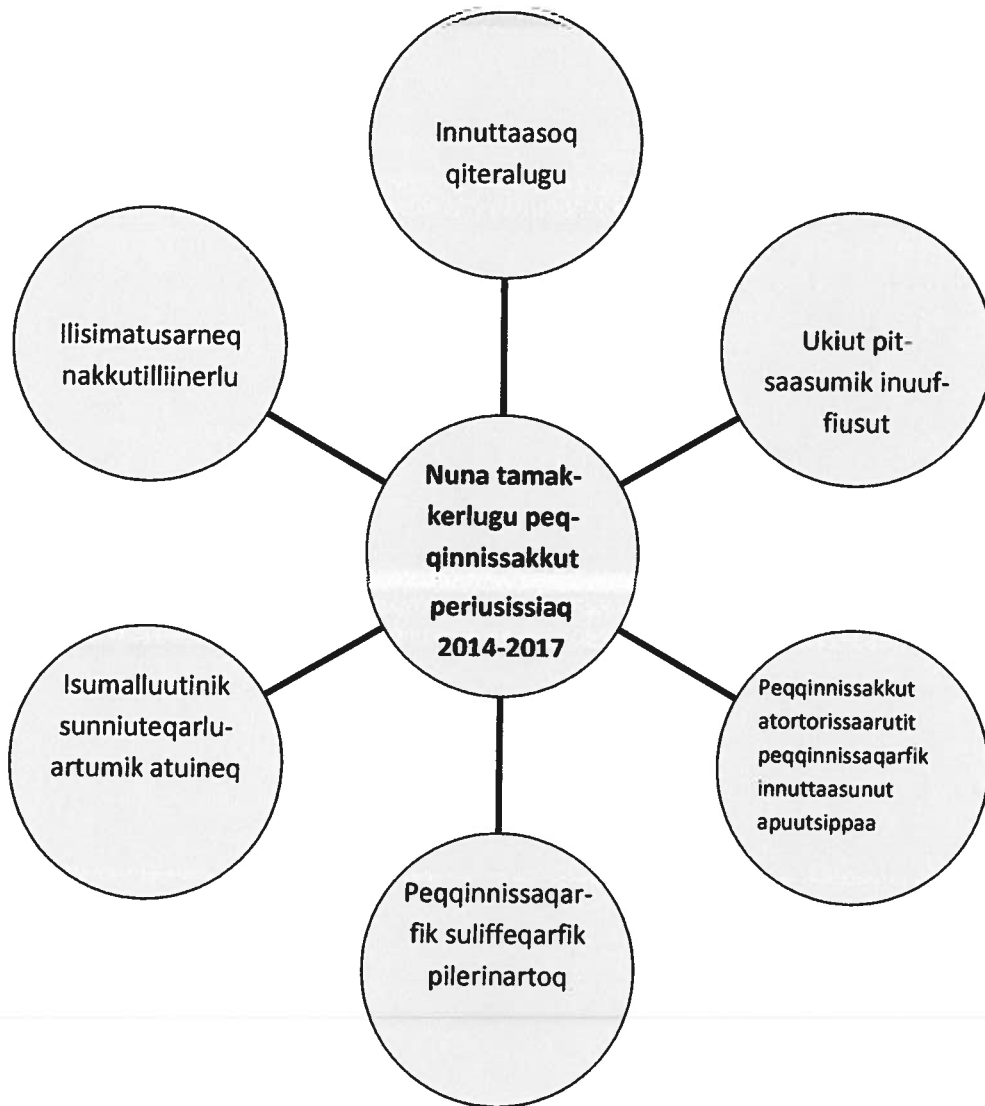 Innuttaasoq
qiteralugu
Ilisimatusarneq
nakkutilliinerlu
Ukiut pit-
saasumik inuuf-
fiusut
Nuna tamak-
kerlugu peq-
qinnissakkut
periusissiaq
2014-2017
Isumalluutinik
sunniuteqarlu-
artumik atuineq
Peqqinnissakkut
atortorissaarutit
peqqinnissaqarfik
innuttaasunut
apuutsippaa
Peqqinnissaqar-
fik suliffeqarfik
pilerinartoq